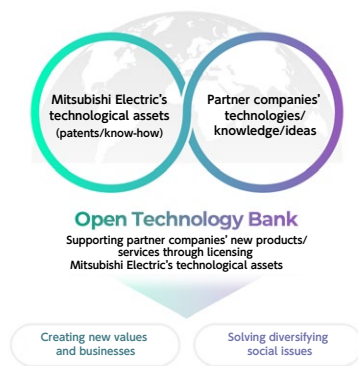 Mitsubishi Electric's
technological assets
(patents/know-how)
Partner companies'
technologies/
knowledge/ideas
Open Technology Bank
Supporting partner companies' new products/
services through licensing
Mitsubishi Electric's technological assets
Creating new values
and businesses
Solving diversifying
social issues